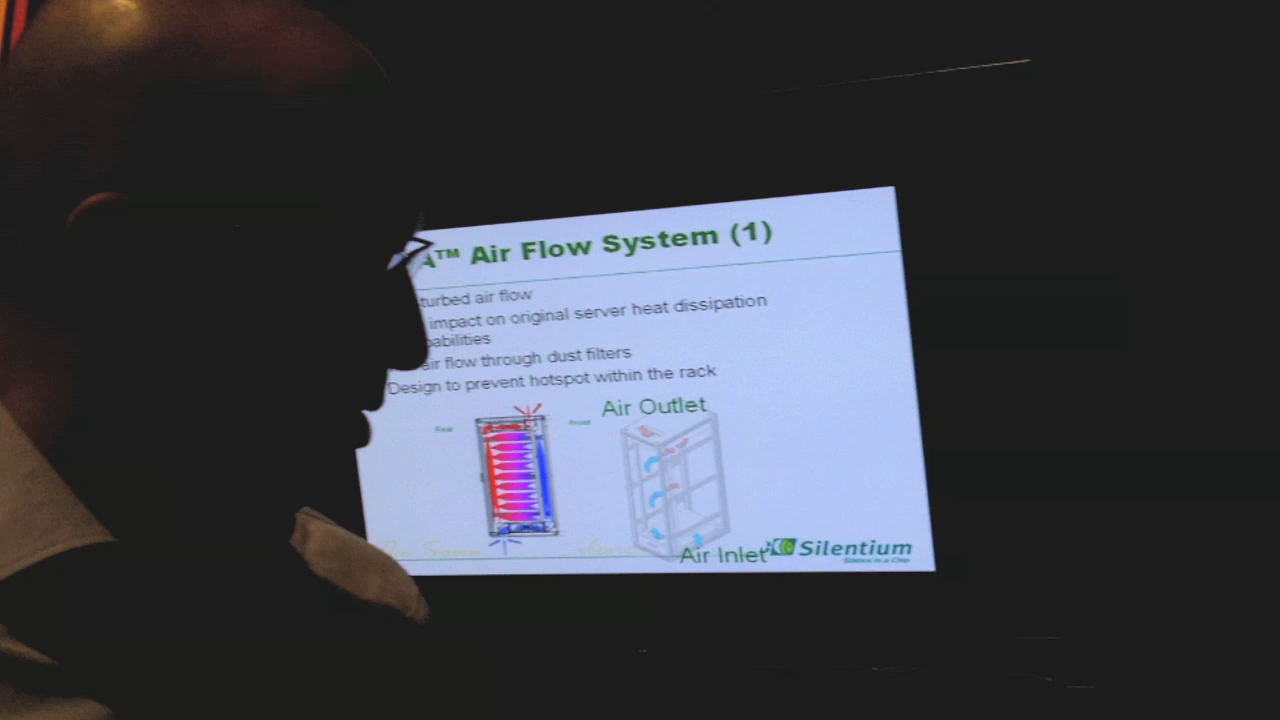 A™ Air Flow System (1)
turbed air flow
impact on original server heat dissipation
pabilities
air flow through dust filters
Design to prevent hotspot within the rack
Air Outlet
Rear
Front
Air Inlet
Silentium
Silence in a Chip